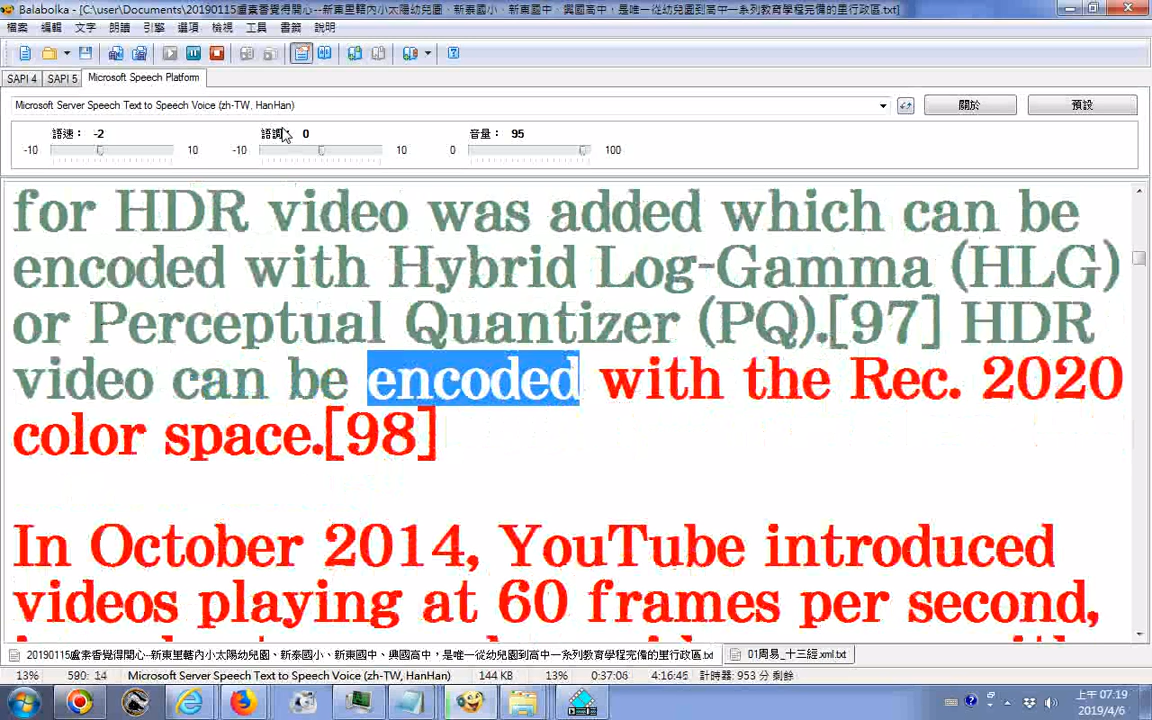 Balabolka - [C:\user\Documents\20190115盧素香覺得開心--新東里轄內小太陽幼兒園、新泰國小、新東國中、興國高中，是唯一從幼兒園到高中一系列教育學程完備的里行政區.txt]
檔案 編輯 文字 朗讀 引擎 選項 檢視 工具 書籤 說明
SAPI 4 SAPI 5 Microsoft Speech Platform
Microsoft Server Speech Text to Speech Voice (zh-TW, HanHan) 關於 預設
語速： -2 語調： 0 音量： 95
-10 10 -10 10 0 100
for HDR video was added which can be
encoded with Hybrid Log-Gamma (HLG)
or Perceptual Quantizer (PQ).[97] HDR
video can be encoded with the Rec. 2020
color space.[98]
In October 2014, YouTube introduced
videos playing at 60 frames per second,
20190115盧素香覺得開心--新東里轄內小太陽幼兒園、新泰國小、新東國中、興國高中，是唯一從幼兒園到高中一系列教育學程完備的里行政區.txt 01周易_十三經.xml.txt
13% 590: 14 Microsoft Server Speech Text to Speech Voice (zh-TW, HanHan) 144 KB 13% 0:37:06 4:16:45 計時器: 953 分 剩餘
上午 07:19
2019/4/6